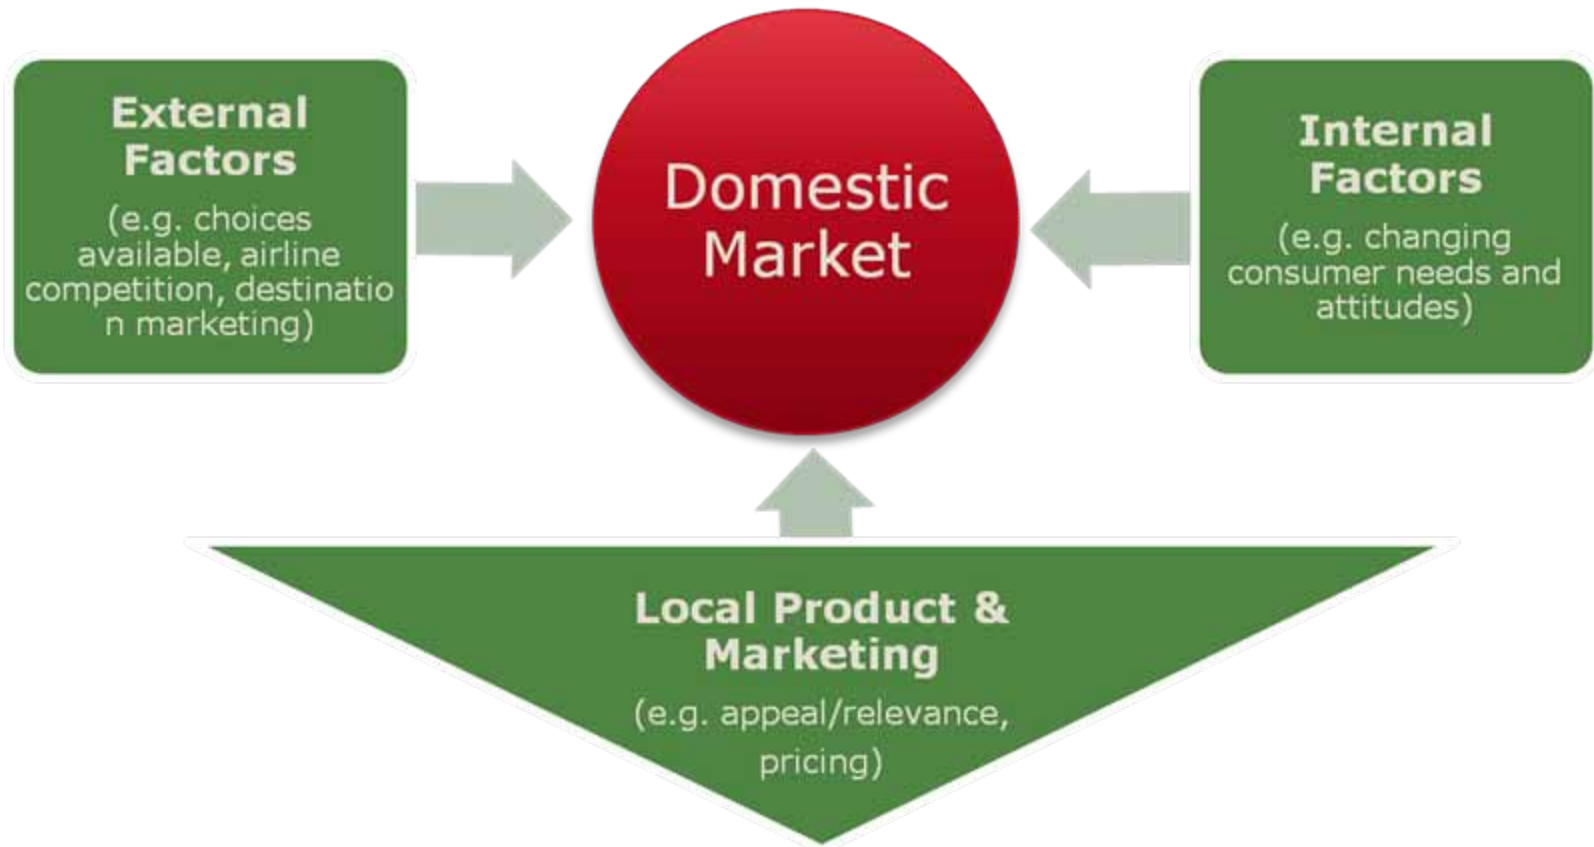 External
Factors
(e.g. choices
available, airline
competition, destinatio
n marketing)
Domestic
Market
Internal
Factors
(e.g. changing
consumer needs and
attitudes)
Local Product &
Marketing
(e.g. appeal/relevance,
pricing)